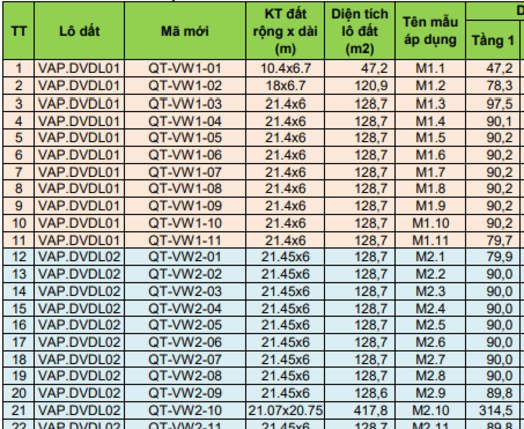 TT Lô đất Mã mới KT đất rộng x dài (m) Diện tích lô đất (m2) Tên mẫu áp dụng Tầng 1
1 VAP.DVDL01 QT-VW1-01 10.4x6.7 47,2 M1.1 47,2
2 VAP.DVDL01 QT-VW1-02 18x6.7 120,9 M1.2 78,3
3 VAP.DVDL01 QT-VW1-03 21.4x6 128,7 M1.3 97,5
4 VAP.DVDL01 QT-VW1-04 21.4x6 128,7 M1.4 90,1
5 VAP.DVDL01 QT-VW1-05 21.4x6 128,7 M1.5 90,2
6 VAP.DVDL01 QT-VW1-06 21.4x6 128,7 M1.6 90,2
7 VAP.DVDL01 QT-VW1-07 21.4x6 128,7 M1.7 90,2
8 VAP.DVDL01 QT-VW1-08 21.4x6 128,7 M1.8 90,2
9 VAP.DVDL01 QT-VW1-09 21.4x6 128,7 M1.9 90,2
10 VAP.DVDL01 QT-VW1-10 21.4x6 128,7 M1.10 90,2
11 VAP.DVDL01 QT-VW1-11 21.4x6 128,7 M1.11 79,7
12 VAP.DVDL02 QT-VW2-01 21.45x6 128,7 M2.1 79,9
13 VAP.DVDL02 QT-VW2-02 21.45x6 128,7 M2.2 90,0
14 VAP.DVDL02 QT-VW2-03 21.45x6 128,7 M2.3 90,0
15 VAP.DVDL02 QT-VW2-04 21.45x6 128,7 M2.4 90,0
16 VAP.DVDL02 QT-VW2-05 21.45x6 128,7 M2.5 90,0
17 VAP.DVDL02 QT-VW2-06 21.45x6 128,7 M2.6 90,0
18 VAP.DVDL02 QT-VW2-07 21.45x6 128,7 M2.7 90,0
19 VAP.DVDL02 QT-VW2-08 21.45x6 128,7 M2.8 90,0
20 VAP.DVDL02 QT-VW2-09 21.45x6 128,6 M2.9 89,8
21 VAP.DVDL02 QT-VW2-10 21.07x20.75 417,8 M2.10 314,5
22 VAP.DVDL02 QT-VW2-11 21.45x6 128,7 M2.11 89,8